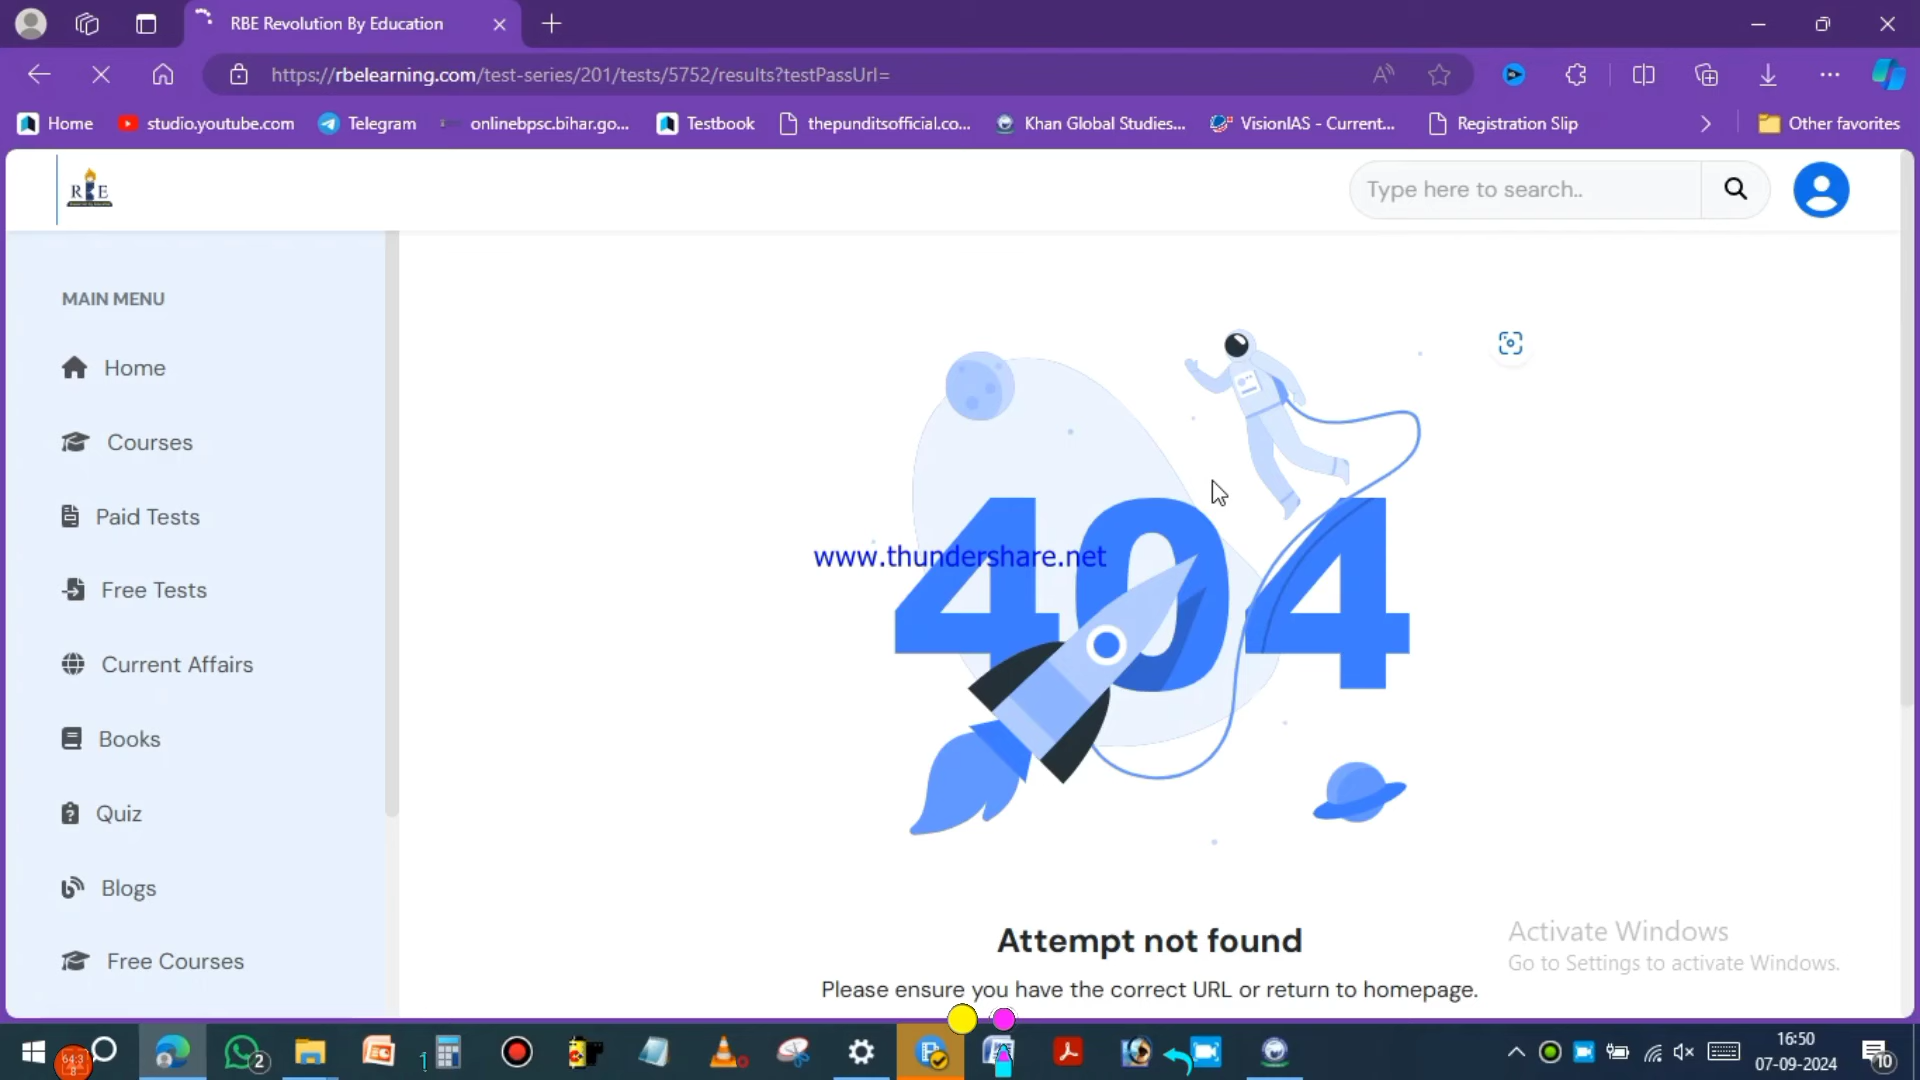 RBE Revolution By Education
https://rbelearning.com/test-series/201/tests/5752/results?testPassUrl=
Home
studio.youtube.com
Telegram
onlinebpsc.bihar.go...
Testbook
thepunditsofficial.co...
Khan Global Studies...
VisionIAS - Current...
Registration Slip
Other favorites
RBE
Type here to search..
MAIN MENU
Home
Courses
Paid Tests
Free Tests
Current Affairs
Books
Quiz
Blogs
Free Courses
404
www.thundershare.net
Attempt not found
Please ensure you have the correct URL or return to homepage.
Activate Windows
Go to Settings to activate Windows.
2
1
16:50
07-09-2024
10